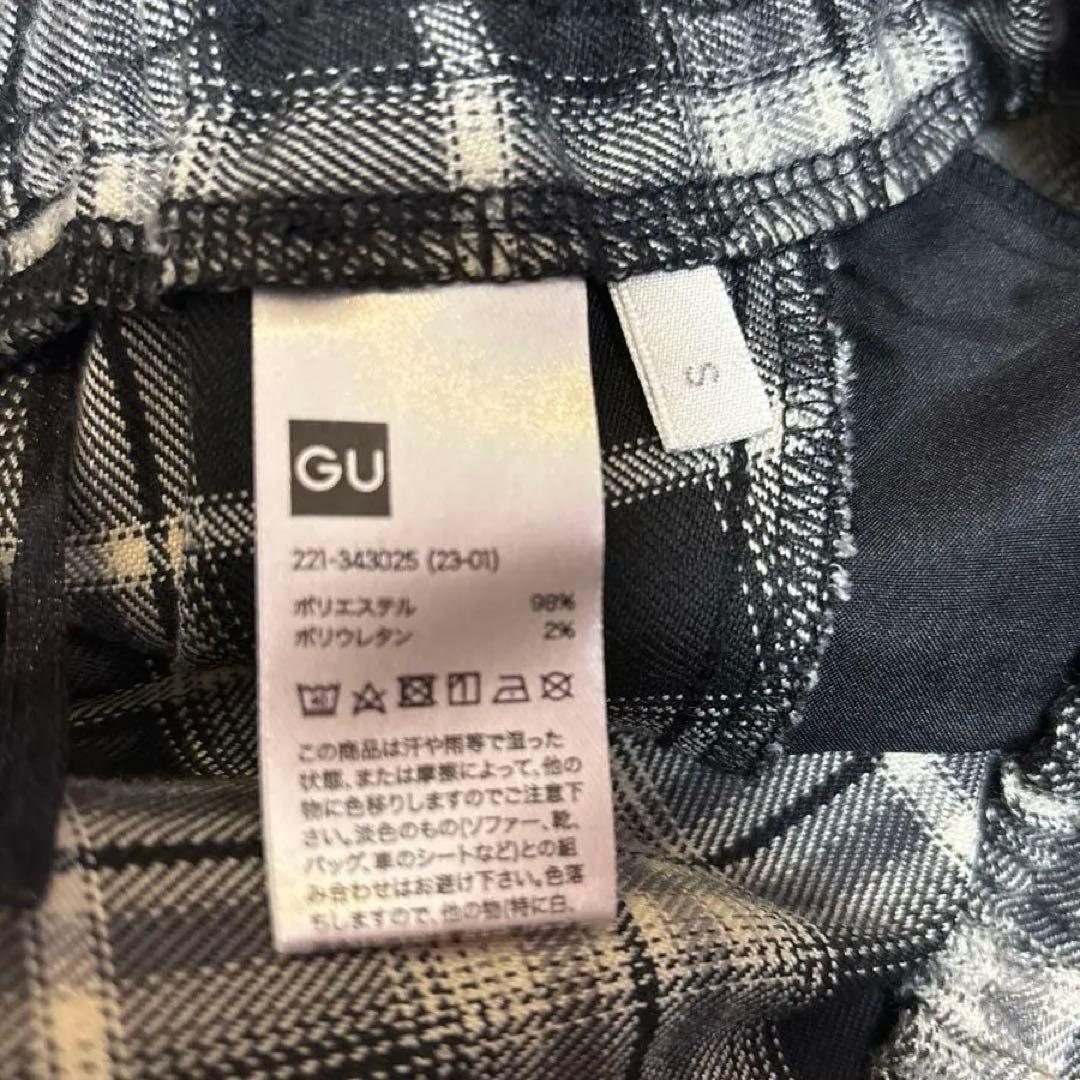 S
GU
221-343025 (23-01)
ポリエステル 98%
ポリウレタン 2%
この商品は汗や雨等で湿った
状態、または摩擦によって、他の
物に色移りしますのでご注意下
さい。淡色のもの(ソファー、靴、
バッグ、車のシートなど)との組
み合わせはお避け下さい。色落
ちしますので、他の物(特に白、